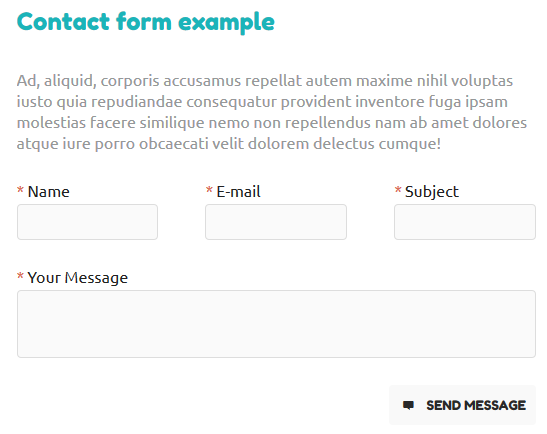 Contact form example
Ad, aliquid, corporis accusamus repellat autem maxime nihil voluptas
iusto quia repudiandae consequatur provident inventore fuga ipsam
molestias facere similique nemo non repellendus nam ab amet dolores
atque iure porro obcaecati velit dolorem delectus cumque!
* Name * E-mail * Subject
* Your Message
SEND MESSAGE